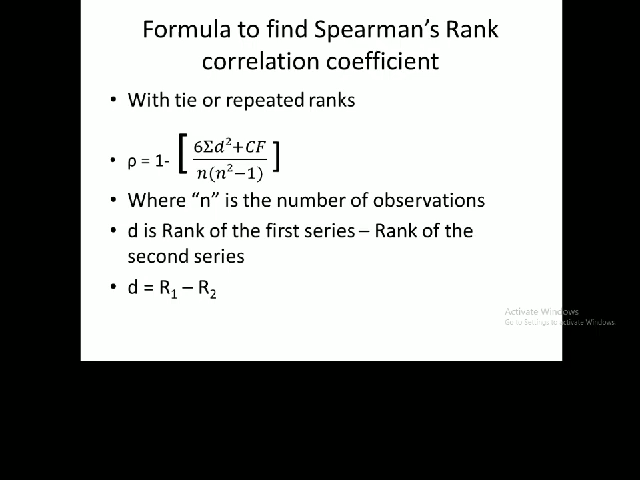 Formula to find Spearman's Rank
correlation coefficient
• With tie or repeated ranks
• ρ = 1- [ (6Σd²+CF) / (n(n²−1)) ]
• Where "n" is the number of observations
• d is Rank of the first series – Rank of the
second series
• d = R₁ – R₂
Activate Windows
Go to Settings to activate Windows.